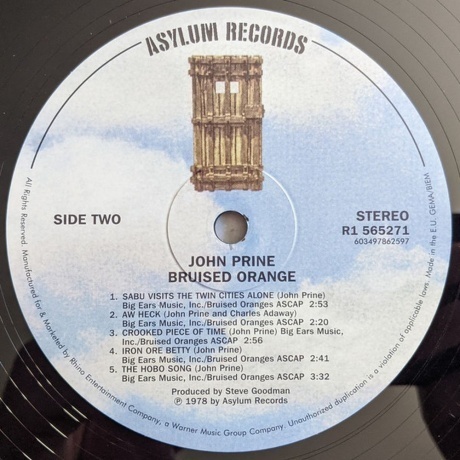 ASYLUM RECORDS
SIDE TWO
STEREO
R1 565271
603497862597
JOHN PRINE
BRUISED ORANGE
1. SABU VISITS THE TWIN CITIES ALONE (John Prine)
Big Ears Music, Inc./Bruised Oranges ASCAP 2:53
2. AW HECK (John Prine and Charles Adaway)
Big Ears Music, Inc./Bruised Oranges ASCAP 2:20
3. CROOKED PIECE OF TIME (John Prine) Big Ears Music,
Inc./Bruised Oranges ASCAP 2:56
4. IRON ORE BETTY (John Prine)
Big Ears Music, Inc./Bruised Oranges ASCAP 2:41
5. THE HOBO SONG (John Prine)
Big Ears Music, Inc./Bruised Oranges ASCAP 3:32
Produced by Steve Goodman
℗ 1978 by Asylum Records
All Rights Reserved. Manufactured for & Marketed by Rhino Entertainment Company, a Warner Music Group Company. Unauthorized duplication is a violation of applicable laws. Made in the E.U. GEMA/BIEM